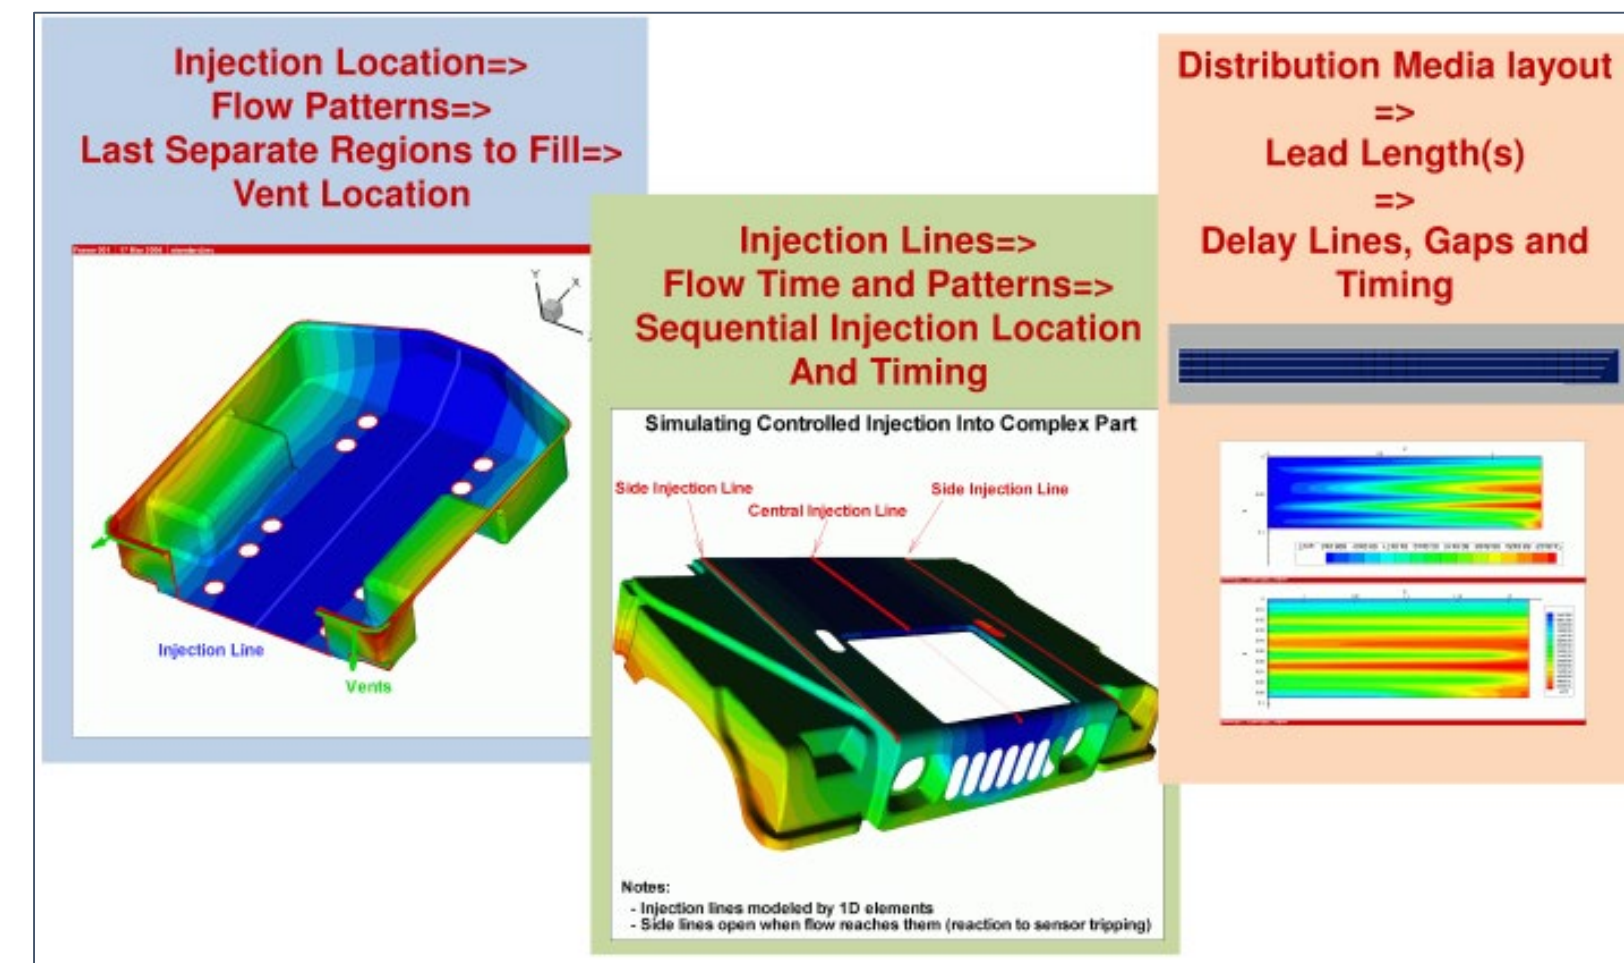 Injection Location=>
Flow Patterns=>
Last Separate Regions to Fill=>
Vent Location
Y
X
Injection Line
Vents
Injection Lines=>
Flow Time and Patterns=>
Sequential Injection Location
And Timing
Simulating Controlled Injection Into Complex Part
Side Injection Line
Central Injection Line
Side Injection Line
Notes:
- Injection lines modeled by 1D elements
- Side lines open when flow reaches them (reaction to sensor tripping)
Distribution Media layout
=>
Lead Length(s)
=>
Delay Lines, Gaps and
Timing